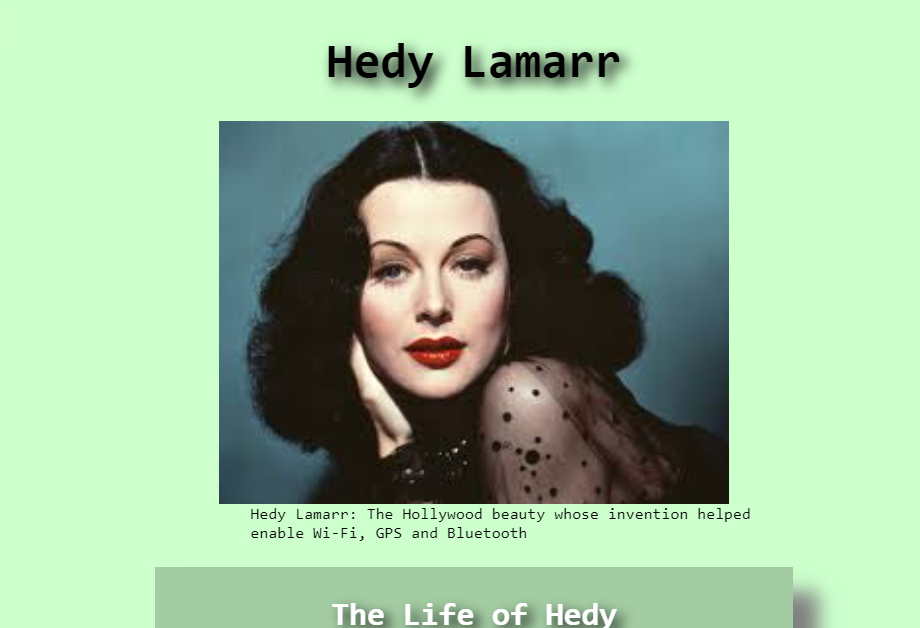 Hedy Lamarr
Hedy Lamarr: The Hollywood beauty whose invention helped
enable Wi-Fi, GPS and Bluetooth
The Life of Hedy